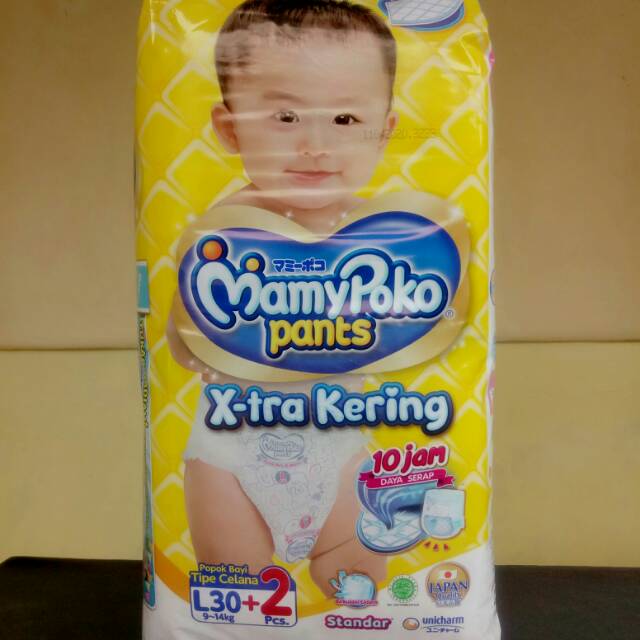 マミーポコ
MamyPoko®
pants
X-tra Kering
10 jam
DAYA SERAP
Popok Bayi
Tipe Celana
L30+2
9~14kg
Pcs.
JAPAN
Standar
unicharm
ユニ・チャーム